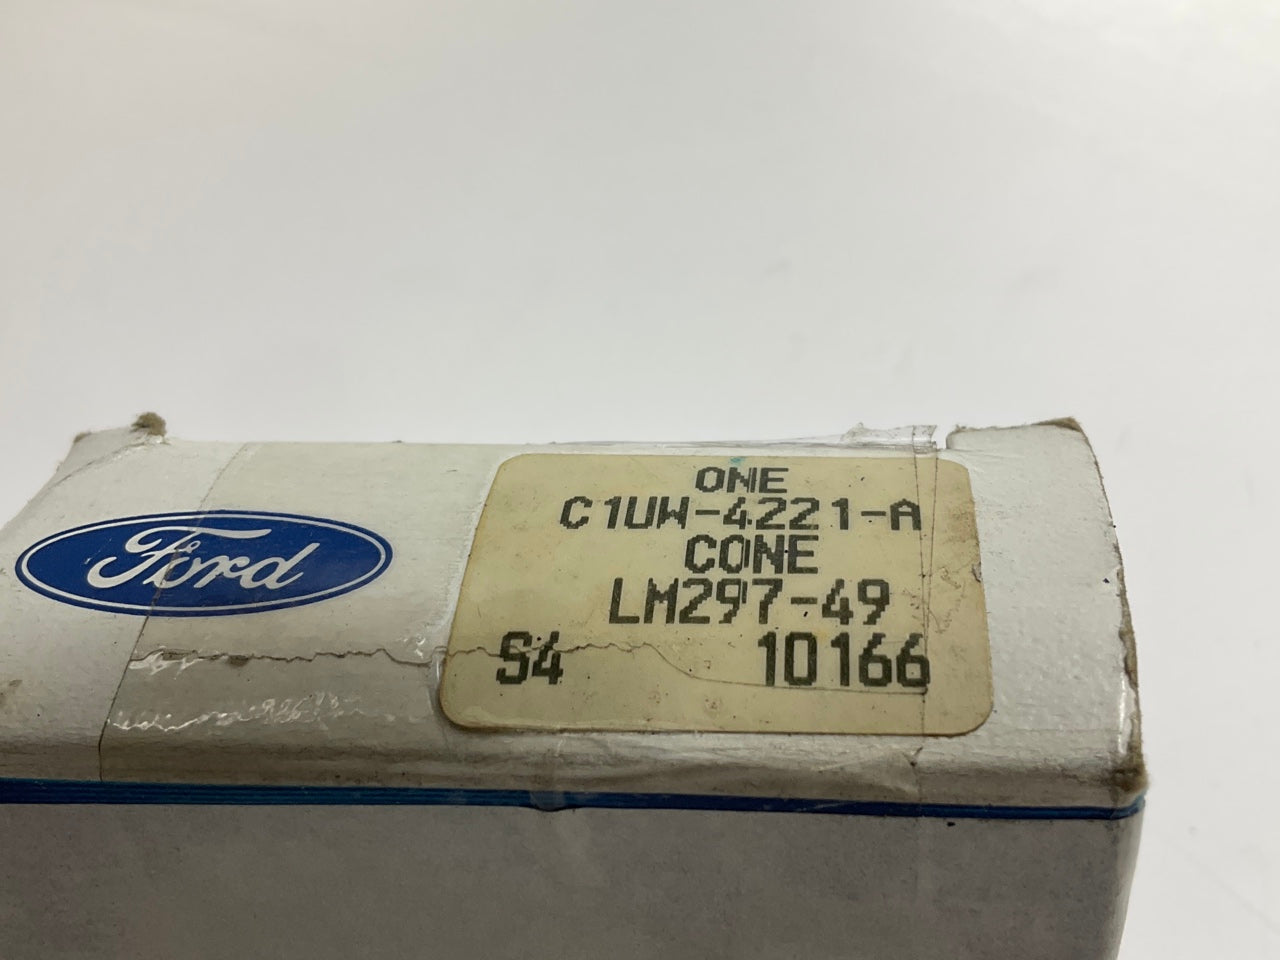 Ford
ONE
C1UW-4221-A
CONE
LM297-49
S4 10166